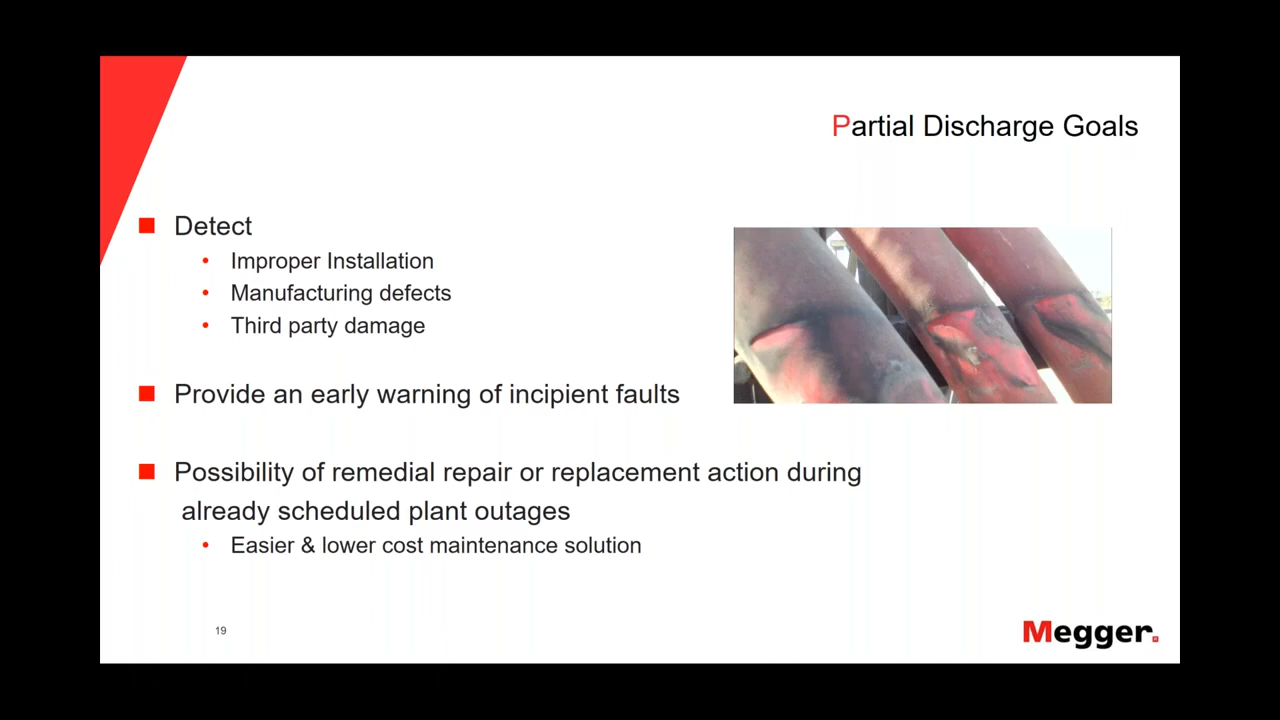 Partial Discharge Goals
Detect
Improper Installation
Manufacturing defects
Third party damage
Provide an early warning of incipient faults
Possibility of remedial repair or replacement action during
already scheduled plant outages
Easier & lower cost maintenance solution
19
Megger.